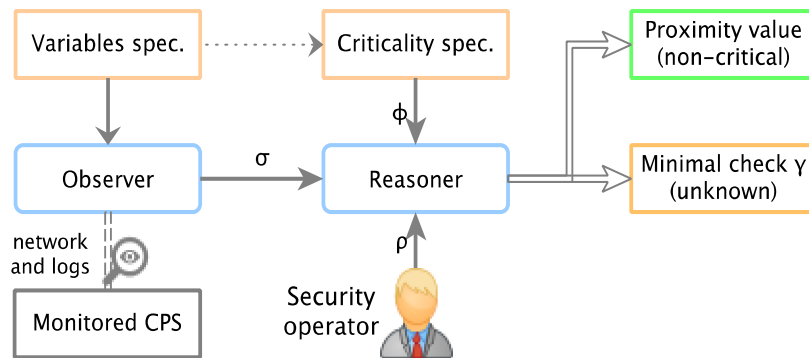 Variables spec.
Criticality spec.
Proximity value
(non-critical)
ϕ
Observer
σ
Reasoner
Minimal check γ
(unknown)
network
and logs
ρ
Security
operator
Monitored CPS